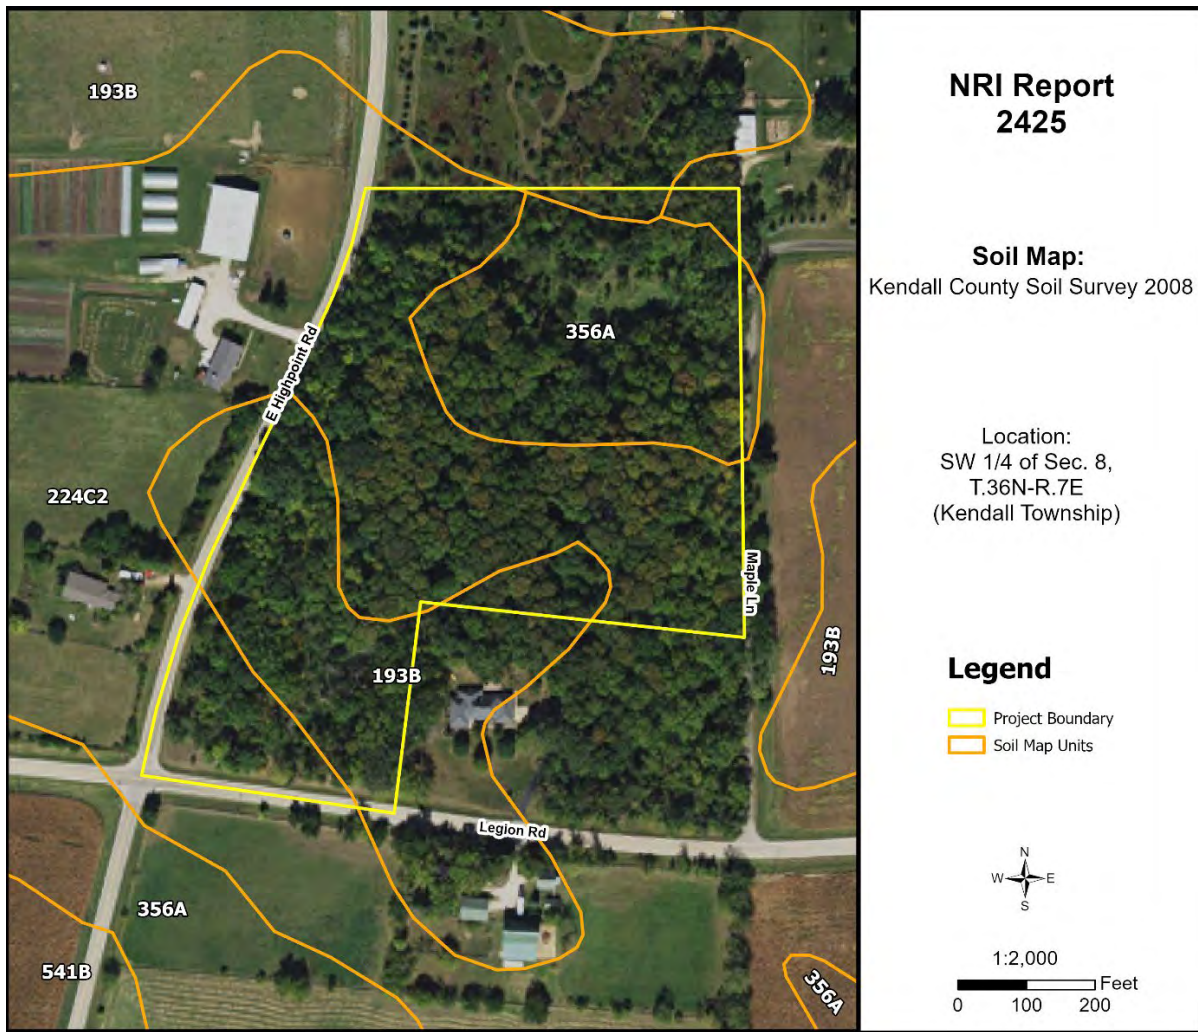 193B
356A
E Highpoint Rd
224C2
Maple Ln
193B
193B
Legion Rd
356A
541B
356A
NRI Report
2425
Soil Map:
Kendall County Soil Survey 2008
Location:
SW 1/4 of Sec. 8,
T.36N-R.7E
(Kendall Township)
Legend
Project Boundary
Soil Map Units
N
W E
S
1:2,000
Feet
0 100 200